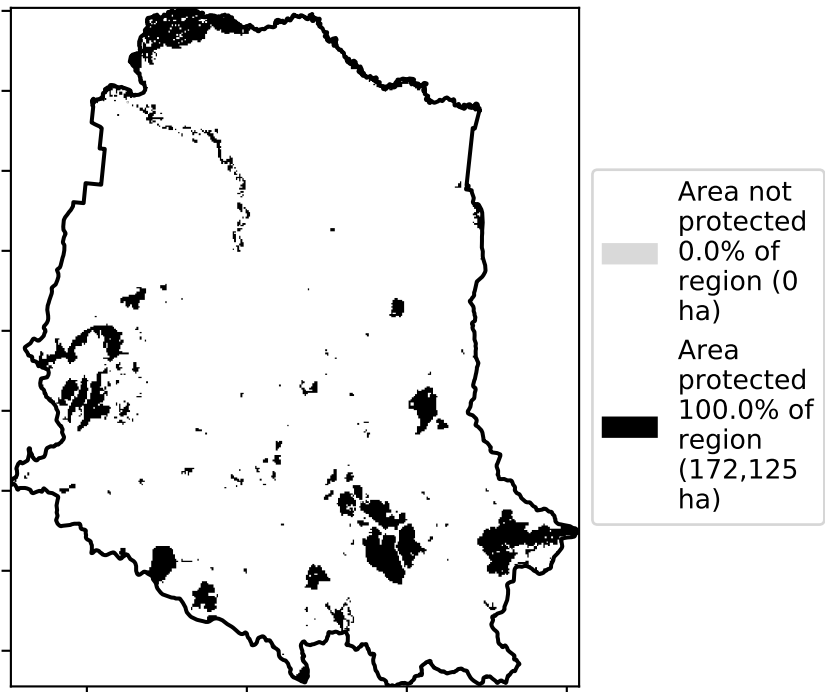 Area not
protected
0.0% of
region (0
ha)
Area
protected
100.0% of
region
(172,125
ha)